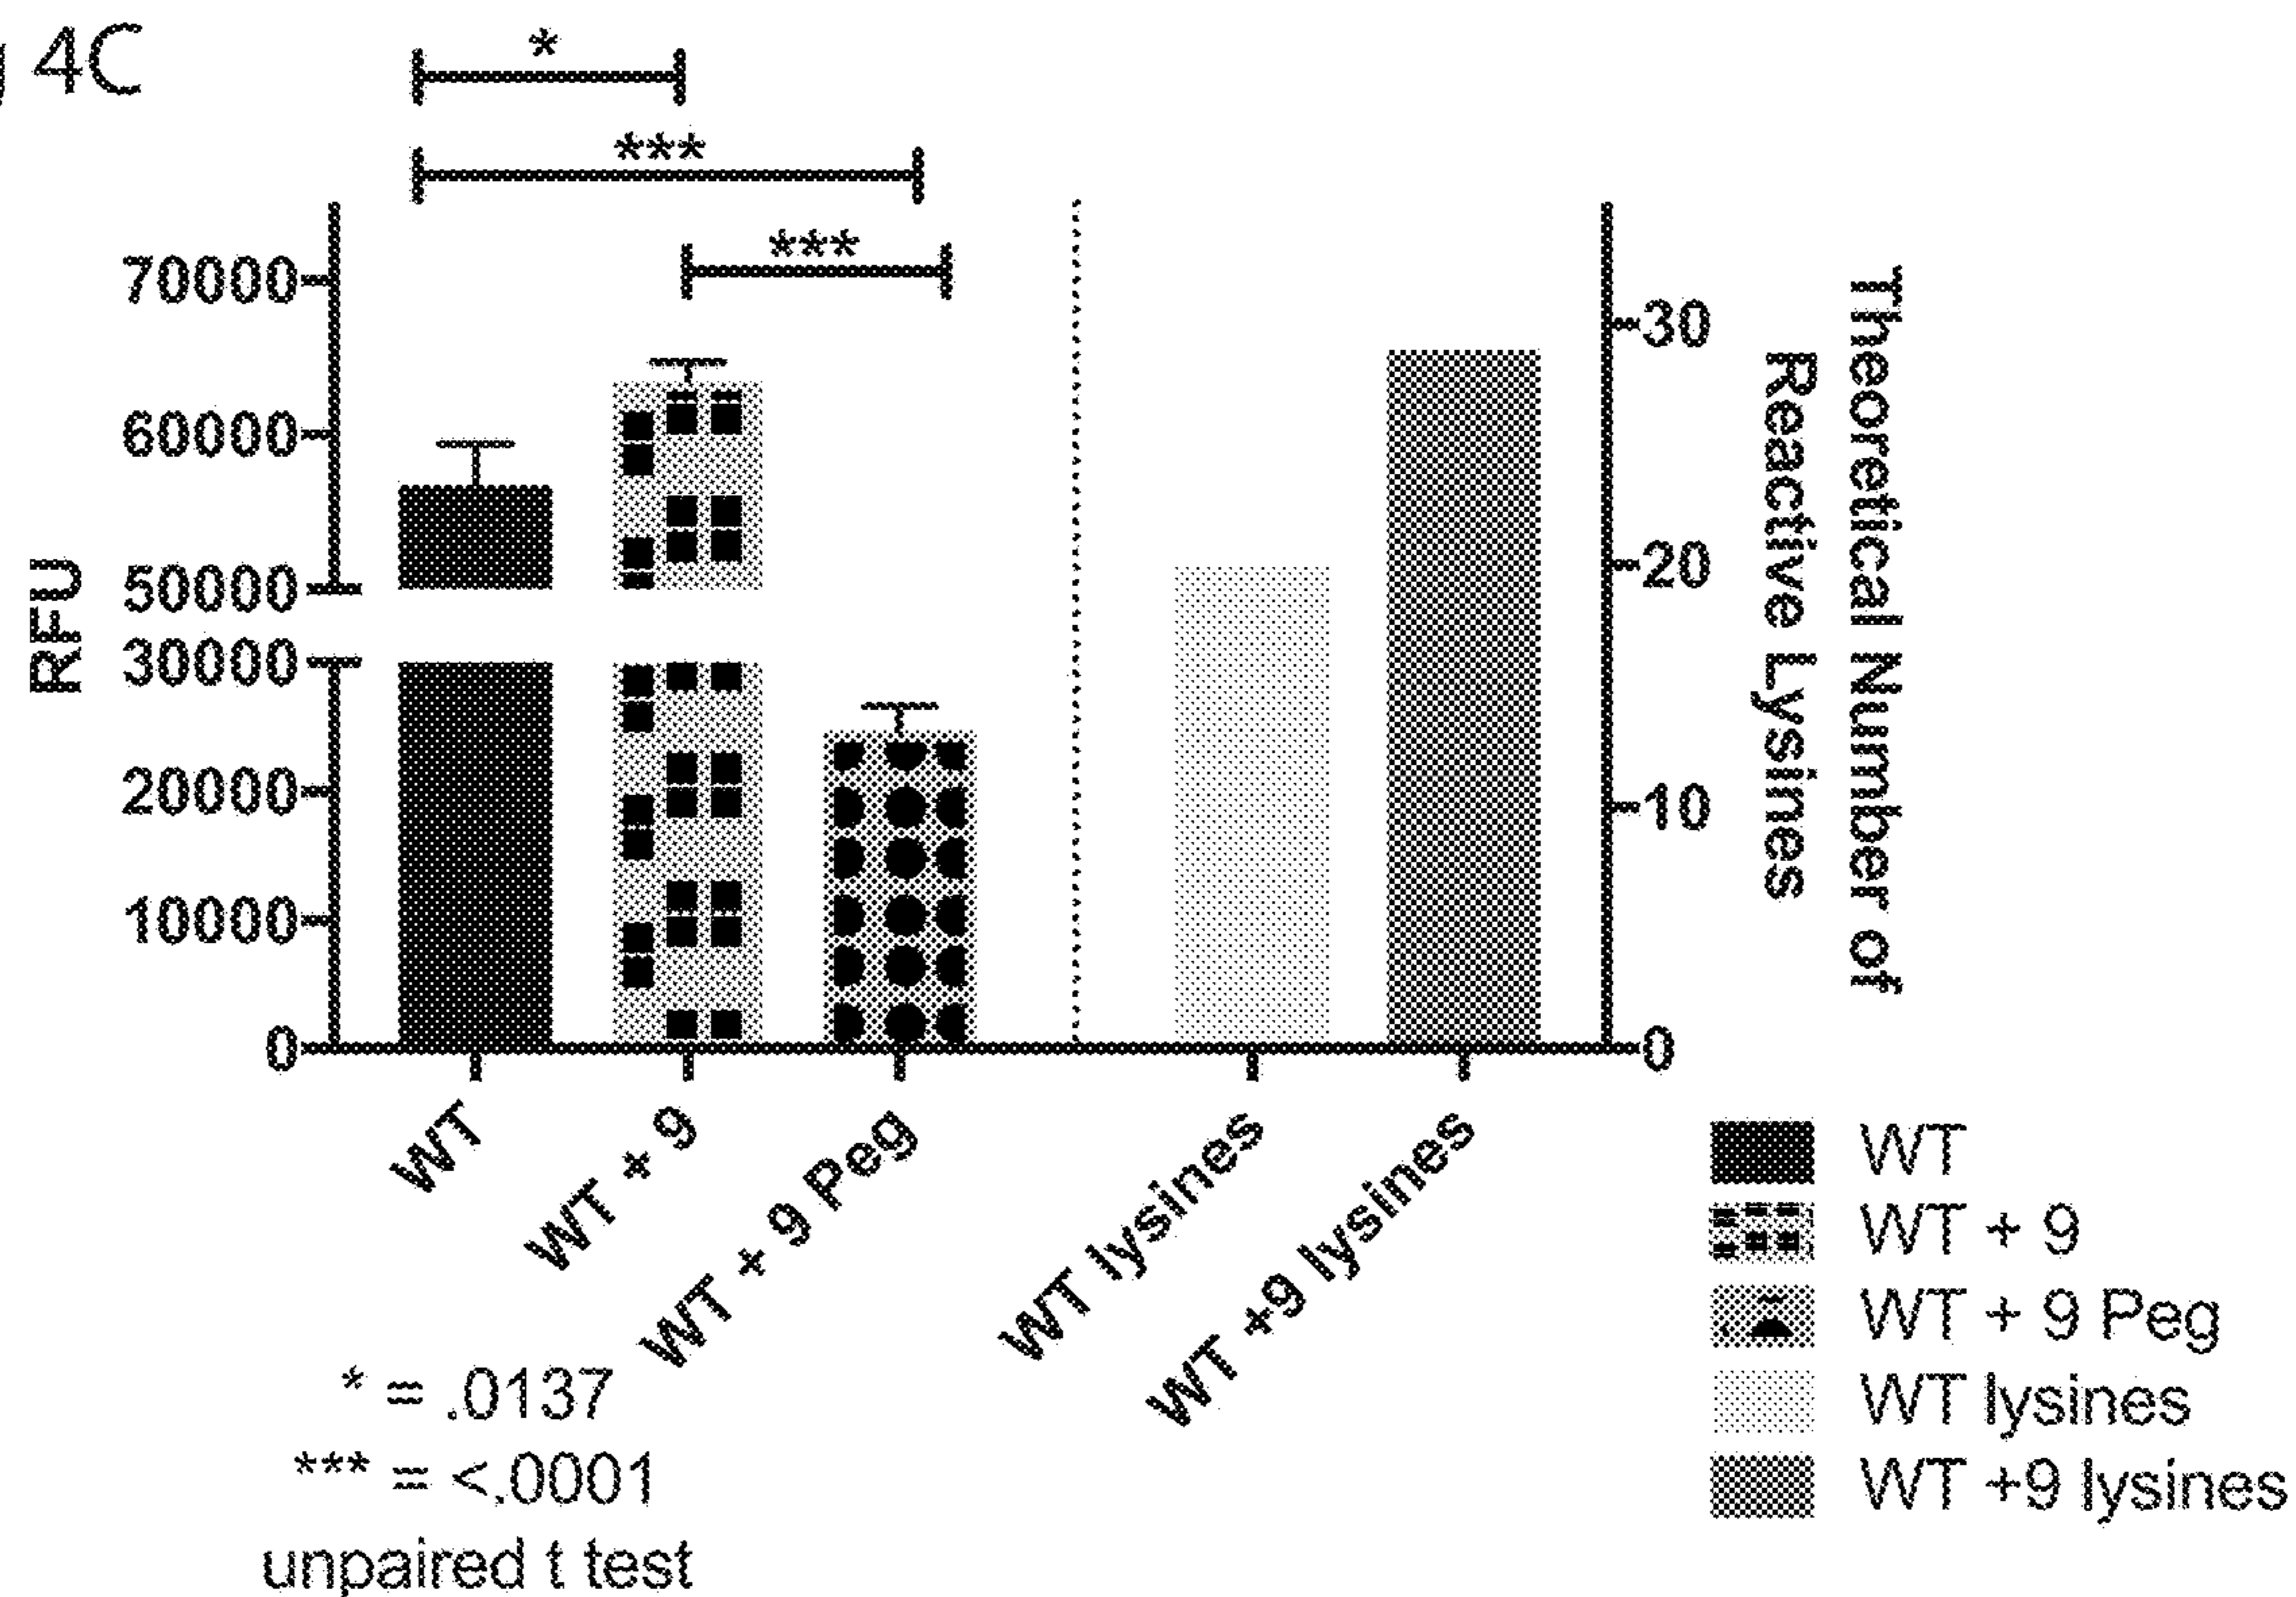 4C
*
***
***
70000
60000
50000
30000
20000
10000
0
RFU
30
20
10
0
Theoretical Number of
Reactive Lysines
WT
WT + 9
WT + 9 Peg
WT lysines
WT +9 lysines
* = .0137
*** = <.0001
unpaired t test
WT
WT + 9
WT + 9 Peg
WT lysines
WT +9 lysines